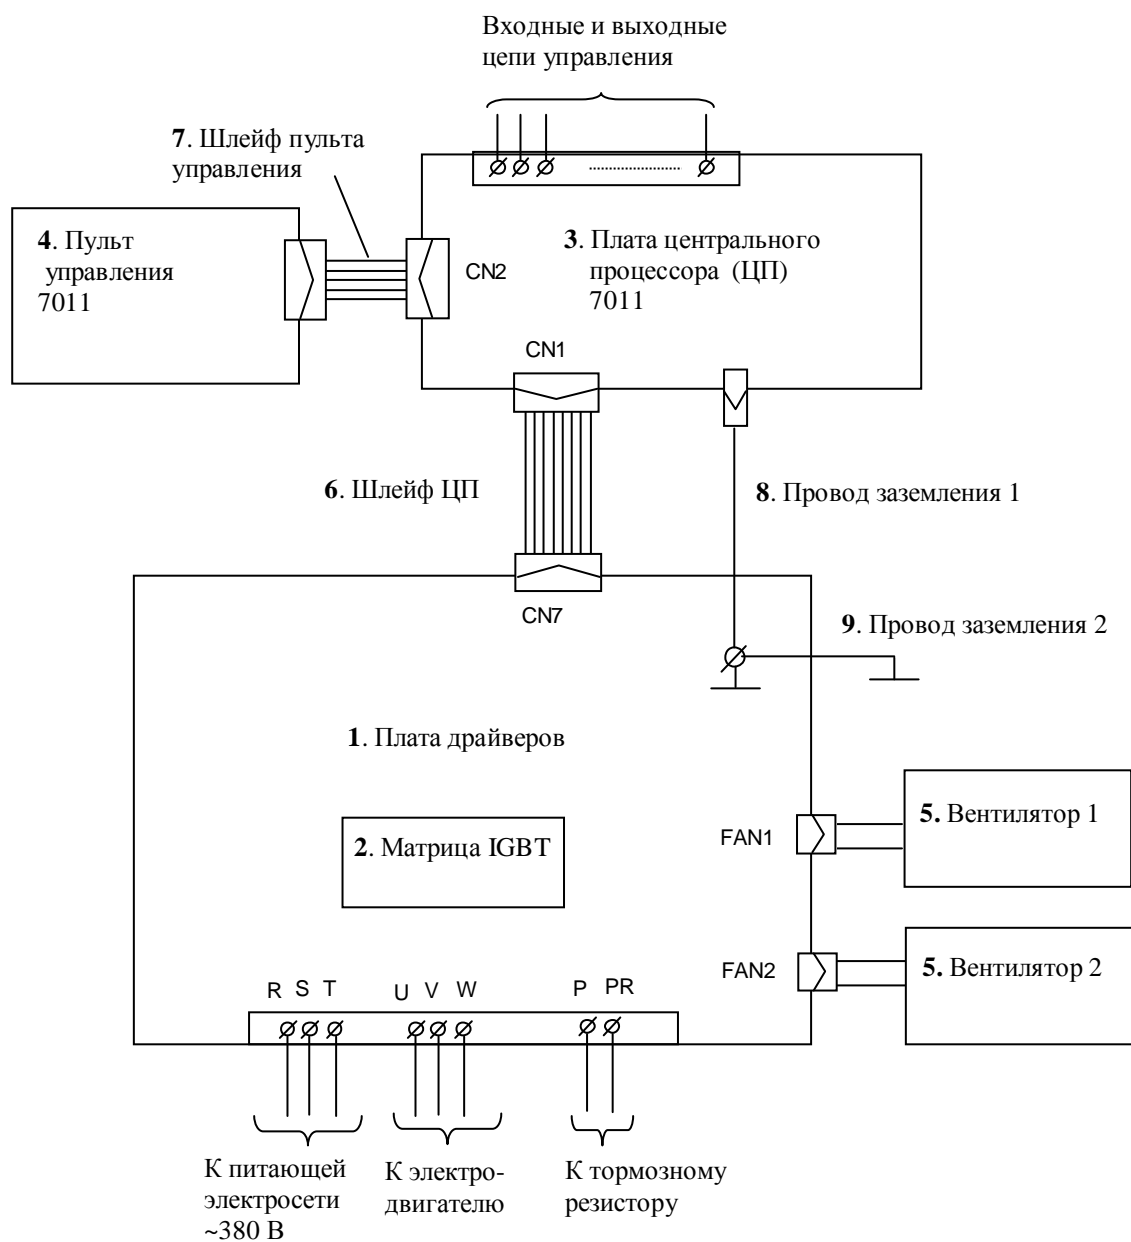 Входные и выходные
цепи управления
7. Шлейф пульта
управления
4. Пульт
управления
7011
CN2
3. Плата центрального
процессора (ЦП)
7011
CN1
6. Шлейф ЦП
8. Провод заземления 1
CN7
9. Провод заземления 2
1. Плата драйверов
2. Матрица IGBT
FAN1
5. Вентилятор 1
FAN2
5. Вентилятор 2
R S T U V W P PR
К питающей
электросети
~380 В
К электро-
двигателю
К тормозному
резистору